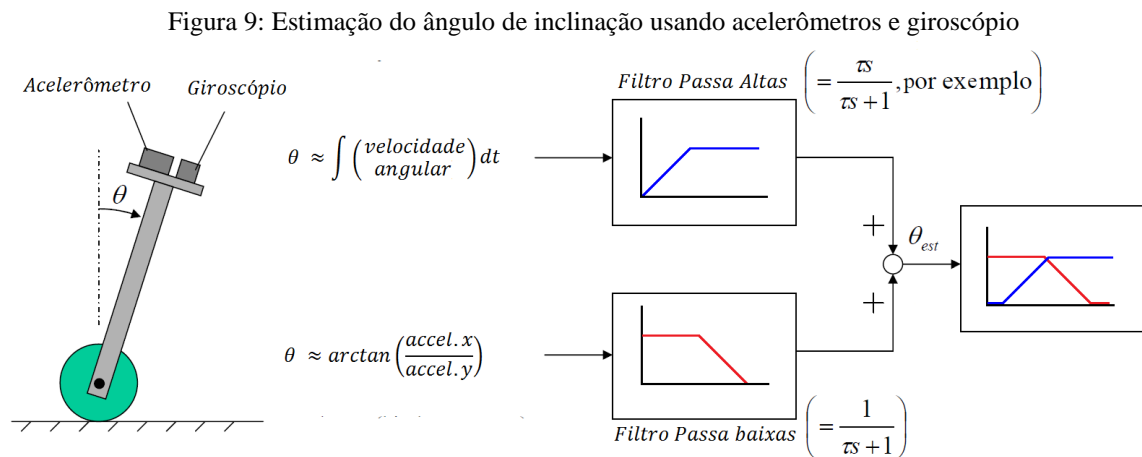 Figura 9: Estimação do ângulo de inclinação usando acelerômetros e giroscópio
Acelerômetro
Giroscópio
θ
θ ≈ ∫ (velocidade angular) dt
Filtro Passa Altas
(= τs / τs + 1, por exemplo)
+
θest
+
θ ≈ arctan (accel.x / accel.y)
Filtro Passa baixas
(= 1 / τs + 1)